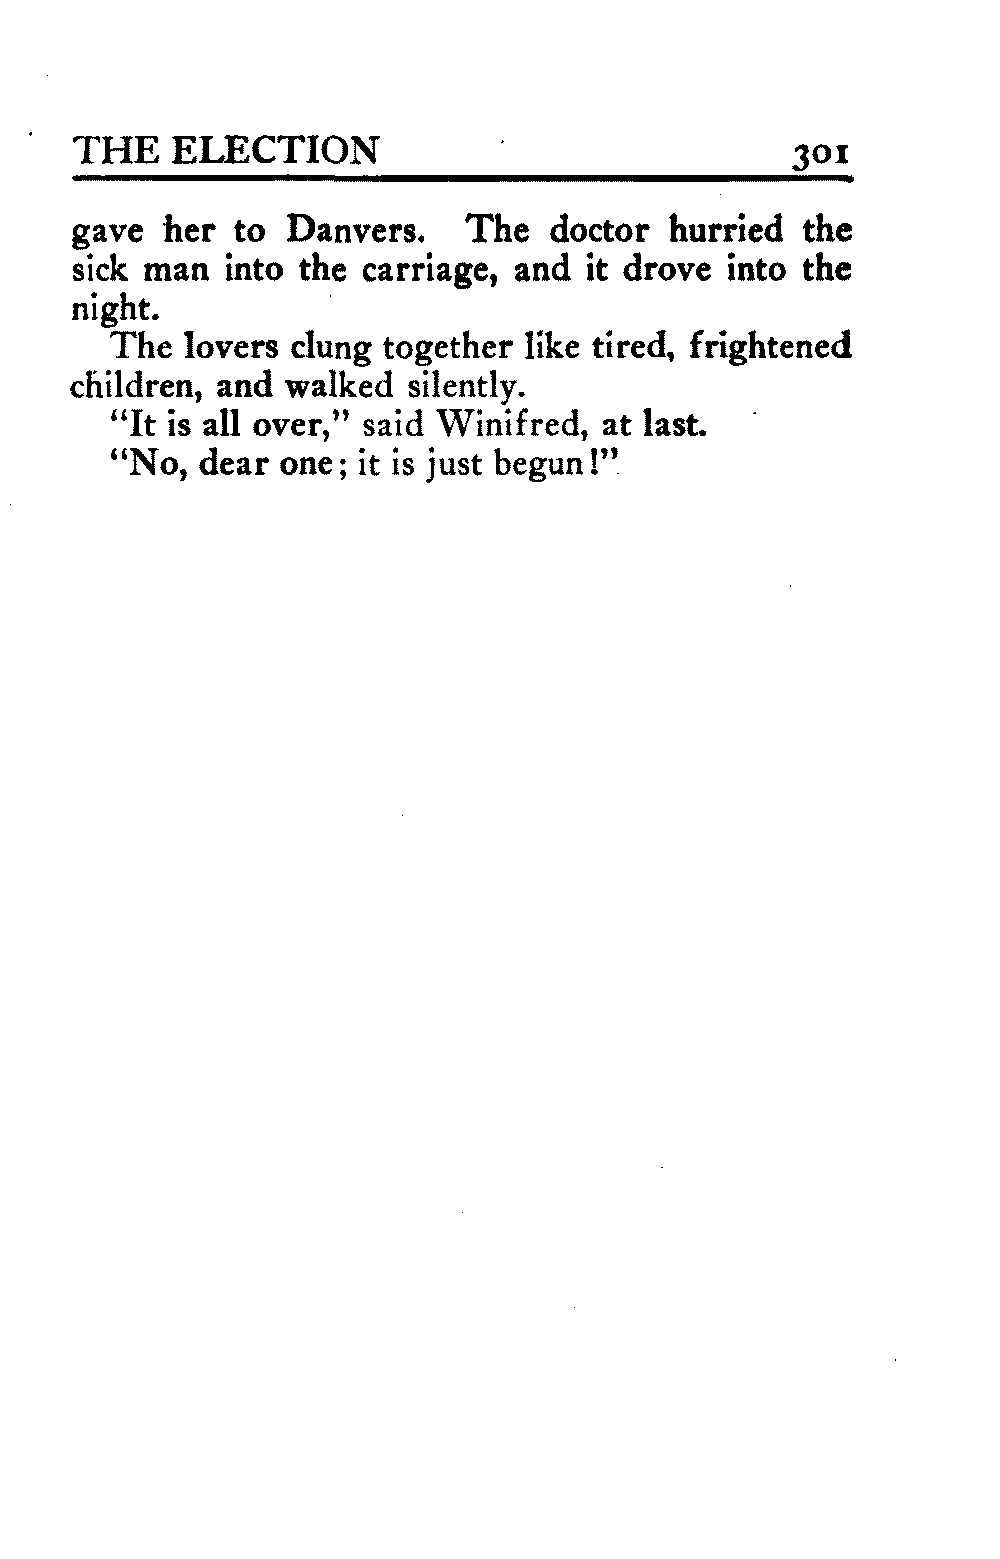 THE ELECTION 301
gave her to Danvers. The doctor hurried the
sick man into the carriage, and it drove into the
night.
The lovers clung together like tired, frightened
children, and walked silently.
“It is all over,” said Winifred, at last.
“No, dear one; it is just begun!”